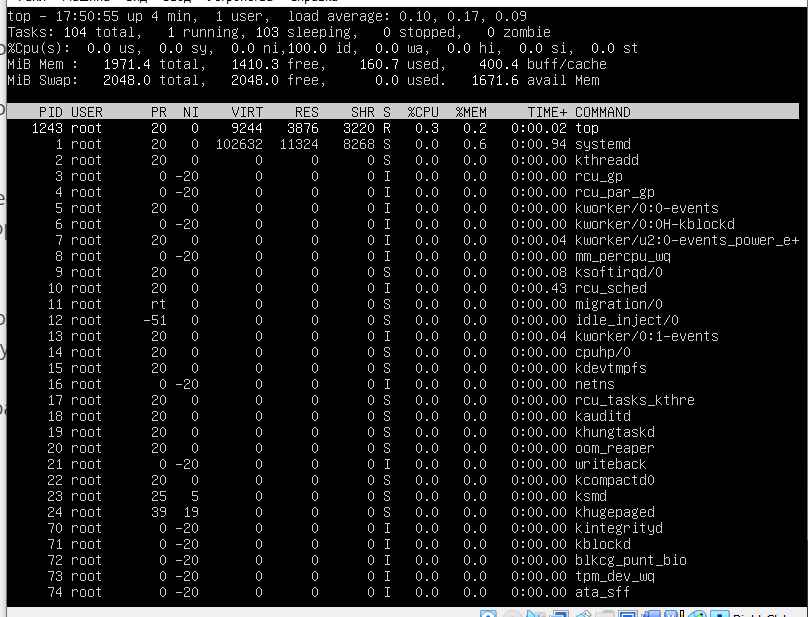 top - 17:50:55 up 4 min,  1 user,  load average: 0.10, 0.17, 0.09
Tasks: 104 total,   1 running, 103 sleeping,   0 stopped,   0 zombie
%Cpu(s):  0.0 us,  0.0 sy,  0.0 ni,100.0 id,  0.0 wa,  0.0 hi,  0.0 si,  0.0 st
MiB Mem :   1971.4 total,   1410.3 free,    160.7 used,    400.4 buff/cache
MiB Swap:   2048.0 total,   2048.0 free,      0.0 used.   1671.6 avail Mem
PID USER      PR  NI    VIRT    RES    SHR S  %CPU  %MEM     TIME+ COMMAND
1243 root      20   0    9244   3876   3220 R   0.3   0.2   0:00.02 top
1 root      20   0  102632  11324   8268 S   0.0   0.6   0:00.94 systemd
2 root      20   0       0      0      0 S   0.0   0.0   0:00.00 kthreadd
3 root       0 -20       0      0      0 I   0.0   0.0   0:00.00 rcu_gp
4 root       0 -20       0      0      0 I   0.0   0.0   0:00.00 rcu_par_gp
5 root      20   0       0      0      0 I   0.0   0.0   0:00.00 kworker/0:0-events
6 root       0 -20       0      0      0 I   0.0   0.0   0:00.00 kworker/0:0H-kblockd
7 root      20   0       0      0      0 I   0.0   0.0   0:00.04 kworker/u2:0-events_power_e+
8 root       0 -20       0      0      0 I   0.0   0.0   0:00.00 mm_percpu_wq
9 root      20   0       0      0      0 S   0.0   0.0   0:00.08 ksoftirqd/0
10 root      20   0       0      0      0 I   0.0   0.0   0:00.43 rcu_sched
11 root      rt   0       0      0      0 S   0.0   0.0   0:00.00 migration/0
12 root     -51   0       0      0      0 S   0.0   0.0   0:00.00 idle_inject/0
13 root      20   0       0      0      0 I   0.0   0.0   0:00.04 kworker/0:1-events
14 root      20   0       0      0      0 S   0.0   0.0   0:00.00 cpuhp/0
15 root      20   0       0      0      0 S   0.0   0.0   0:00.00 kdevtmpfs
16 root       0 -20       0      0      0 I   0.0   0.0   0:00.00 netns
17 root      20   0       0      0      0 S   0.0   0.0   0:00.00 rcu_tasks_kthre
18 root      20   0       0      0      0 S   0.0   0.0   0:00.00 kauditd
19 root      20   0       0      0      0 S   0.0   0.0   0:00.00 khungtaskd
20 root      20   0       0      0      0 S   0.0   0.0   0:00.00 oom_reaper
21 root       0 -20       0      0      0 I   0.0   0.0   0:00.00 writeback
22 root      20   0       0      0      0 S   0.0   0.0   0:00.00 kcompactd0
23 root      25   5       0      0      0 S   0.0   0.0   0:00.00 ksmd
24 root      39  19       0      0      0 S   0.0   0.0   0:00.00 khugepaged
70 root       0 -20       0      0      0 I   0.0   0.0   0:00.00 kintegrityd
71 root       0 -20       0      0      0 I   0.0   0.0   0:00.00 kblockd
72 root       0 -20       0      0      0 I   0.0   0.0   0:00.00 blkcg_punt_bio
73 root       0 -20       0      0      0 I   0.0   0.0   0:00.00 tpm_dev_wq
74 root       0 -20       0      0      0 I   0.0   0.0   0:00.00 ata_sff